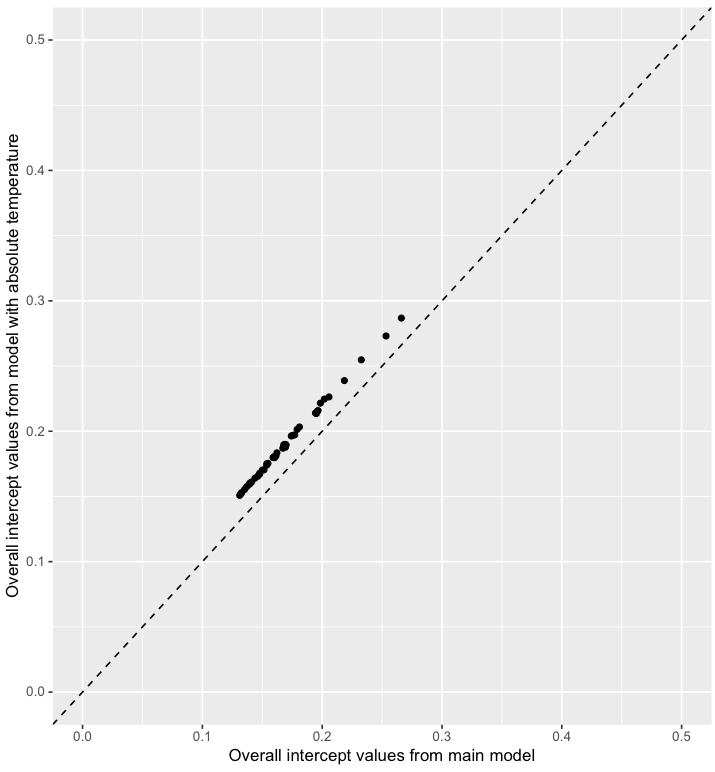 Overall intercept values from model with absolute temperature
0.5
0.4
0.3
0.2
0.1
0.0
0.0 0.1 0.2 0.3 0.4 0.5
Overall intercept values from main model